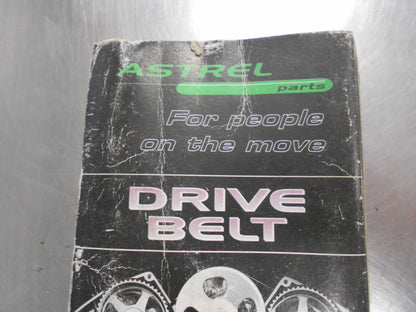 ASTREL
parts
For people
on the move
DRIVE
BELT